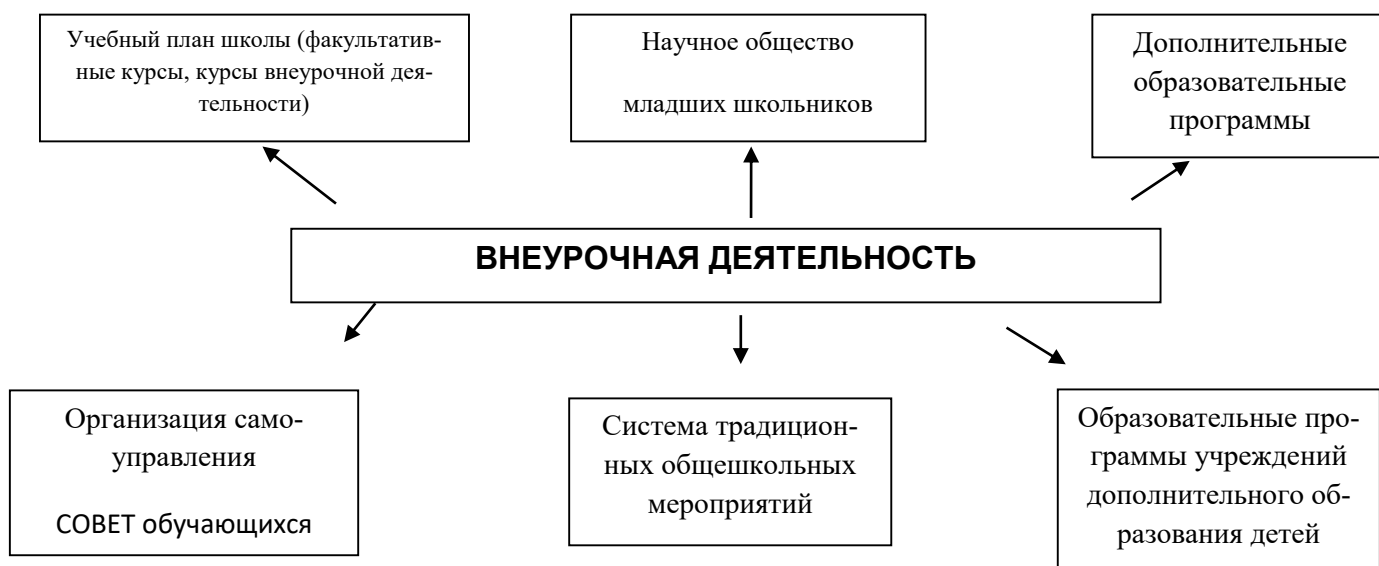 Учебный план школы (факультатив-
ные курсы, курсы внеурочной дея-
тельности)
Научное общество
младших школьников
Дополнительные
образовательные
программы
ВНЕУРОЧНАЯ ДЕЯТЕЛЬНОСТЬ
Организация само-
управления
СОВЕТ обучающихся
Система традицион-
ных общешкольных
мероприятий
Образовательные про-
граммы учреждений
дополнительного об-
разования детей